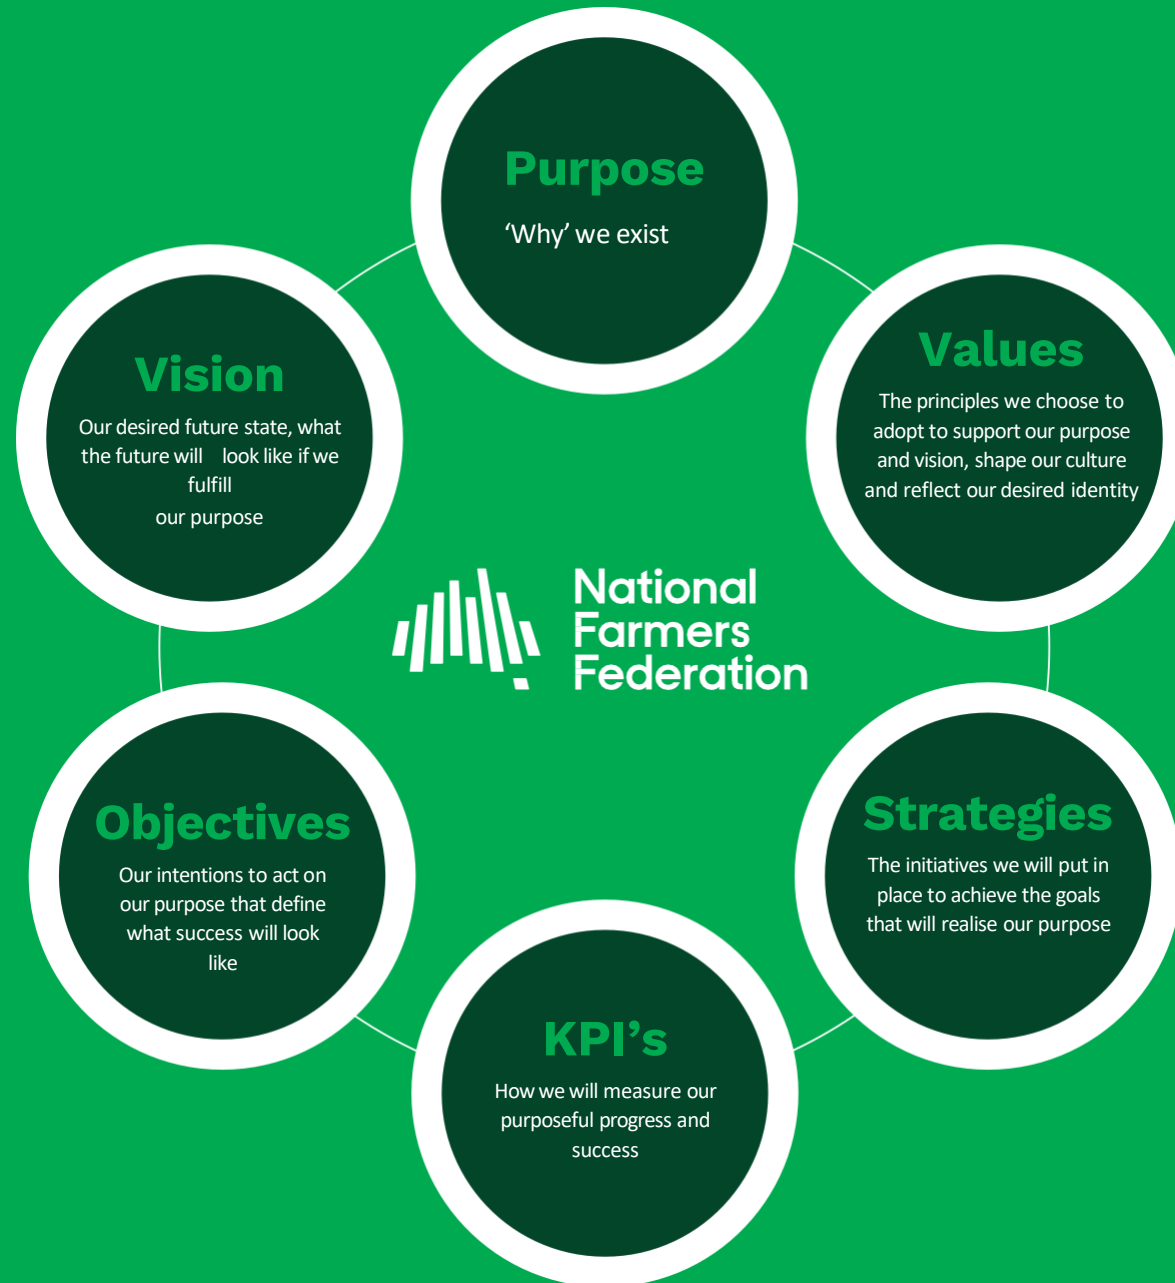 Purpose
‘Why’ we exist
Vision
Our desired future state, what
the future will look like if we
fulfill
our purpose
Values
The principles we choose to
adopt to support our purpose
and vision, shape our culture
and reflect our desired identity
National
Farmers
Federation
Objectives
Our intentions to act on
our purpose that define
what success will look
like
Strategies
The initiatives we will put in
place to achieve the goals
that will realise our purpose
KPI’s
How we will measure our
purposeful progress and
success